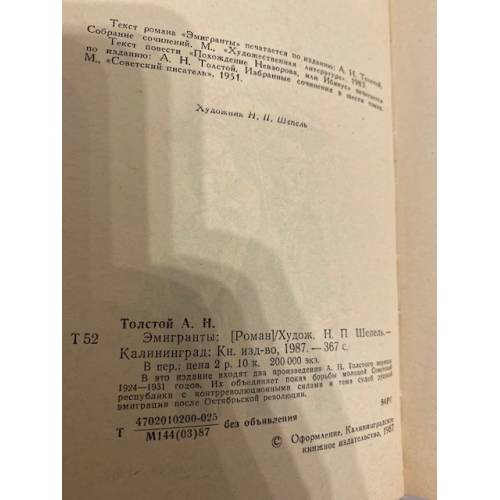 Текст романа «Эмигранты» печатается по изданию: А. Н. Толстой.
Собрание сочинений. М., «Художественная литература», 1983.
Текст повести «Похождение Невзорова, или Ибикус» печатается
по изданию: А. Н. Толстой. Избранные сочинения в шести томах.
М., «Советский писатель», 1951.
Художник Н. П. Шепель
Толстой А. Н.
Т 52 Эмигранты: [Роман]/Худож. Н. П Шепель.—
Калининград: Кн. изд-во, 1987.—367 с.
В пер.: цена 2 р. 10 к. 200 000 экз.
В это издание входят два произведения А. Н. Толстого периода
1924—1931 годов. Их объединяет показ борьбы молодой Советской
республики с контрреволюционными силами и тема судеб
эмиграции после Октябрьской революции.
Т 4702010200-025 без объявления
М144(03)87
© Оформление, Калининградское
книжное издательство, 1987